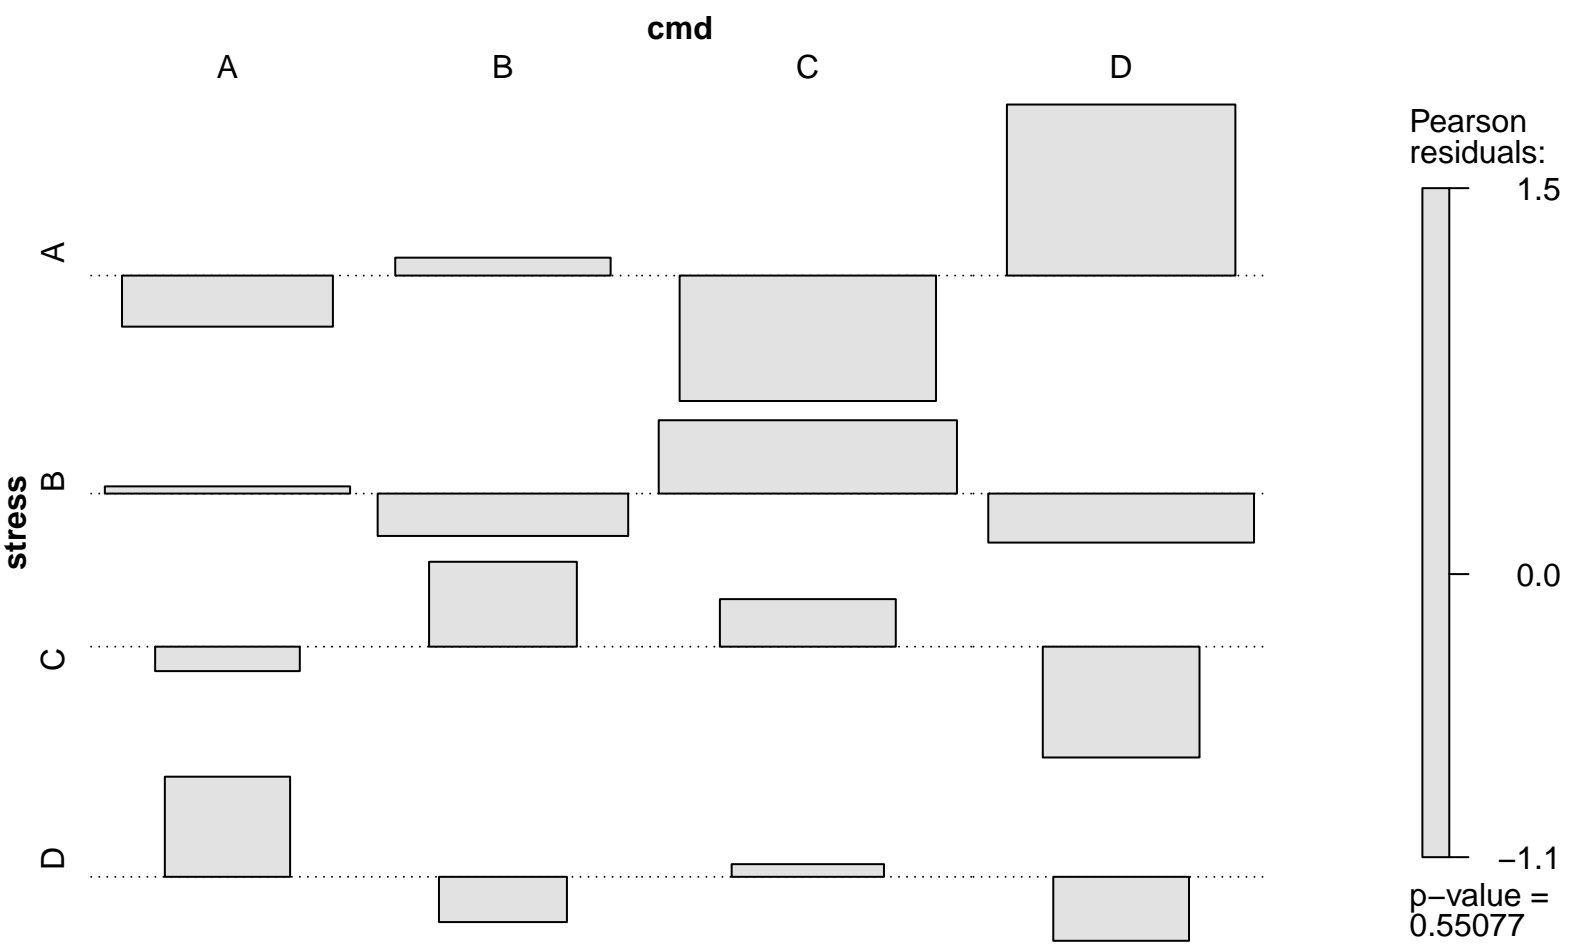 cmd
A B C D
stress
A
B
C
D
Pearson
residuals:
1.5
0.0
−1.1
p−value =
0.55077